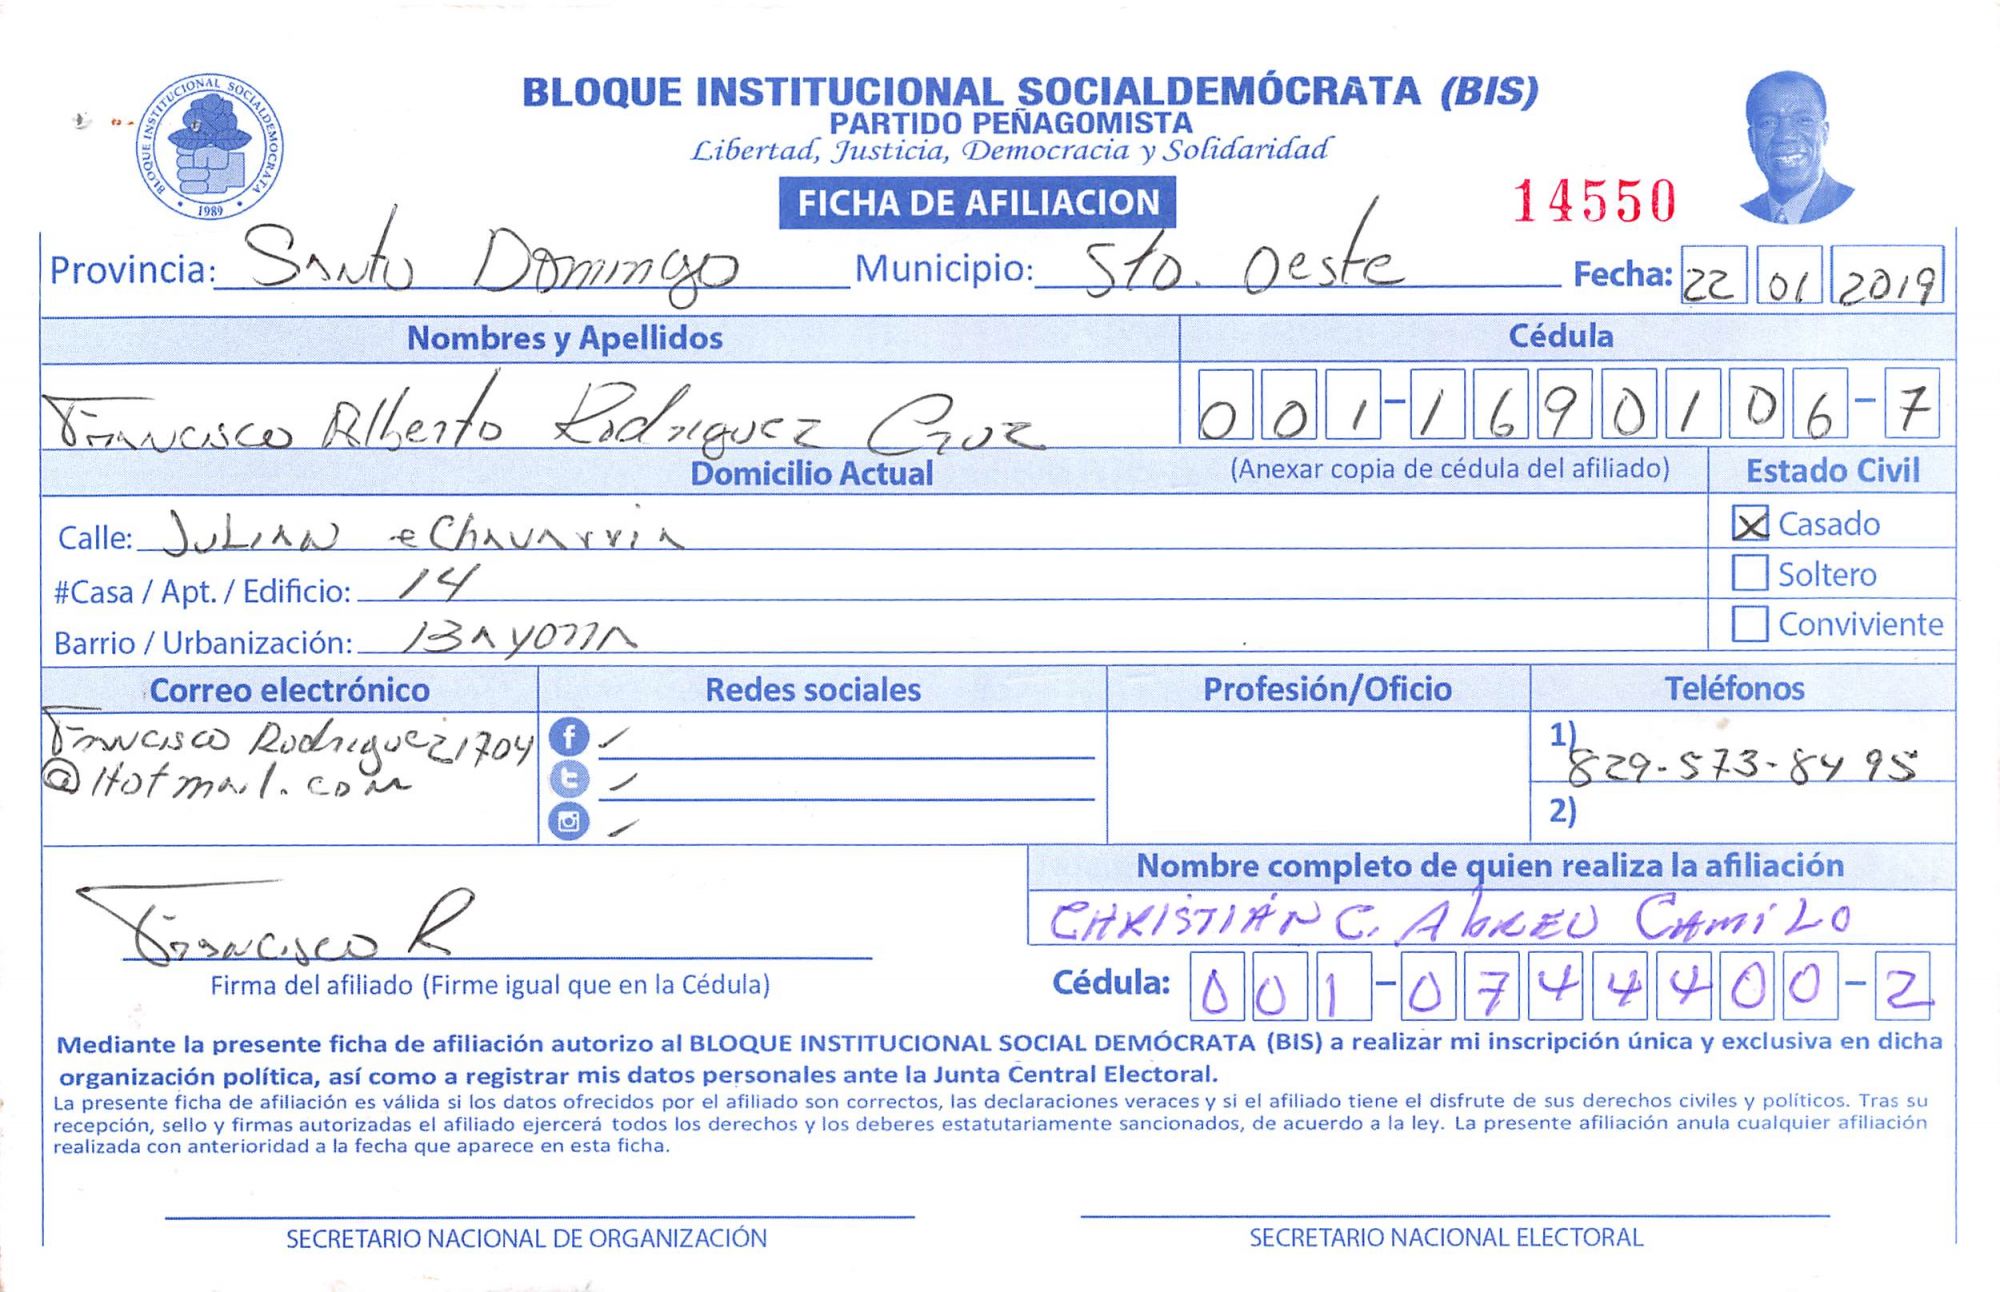 BLOQUE INSTITUCIONAL SOCIALDEMOCRATA
1989
BLOQUE INSTITUCIONAL SOCIALDEMÓCRATA (BIS)
PARTIDO PEÑAGOMISTA
Libertad, Justicia, Democracia y Solidaridad
FICHA DE AFILIACION
14550
Provincia: Santo Domingo Municipio: Sto. Oeste Fecha: 22 01 2019
Nombres y Apellidos Cédula
Francisco Alberto Rodriguez Cruz 001-1690106-7
Domicilio Actual (Anexar copia de cédula del afiliado) Estado Civil
Calle: Julian echavarria X Casado
#Casa / Apt. / Edificio: 14 Soltero
Barrio / Urbanización: Bayona Conviviente
Correo electrónico Redes sociales Profesión/Oficio Teléfonos
Francisco Rodriguez1704
@Hotmail.com
1) 829-573-8495
2)
Nombre completo de quien realiza la afiliación
CHRISTIÁN C. AbREU CAMiLO
Francisco R
Firma del afiliado (Firme igual que en la Cédula) Cédula: 001-0744400-2
Mediante la presente ficha de afiliación autorizo al BLOQUE INSTITUCIONAL SOCIAL DEMÓCRATA (BIS) a realizar mi inscripción única y exclusiva en dicha
organización política, así como a registrar mis datos personales ante la Junta Central Electoral.
La presente ficha de afiliación es válida si los datos ofrecidos por el afiliado son correctos, las declaraciones veraces y si el afiliado tiene el disfrute de sus derechos civiles y políticos. Tras su
recepción, sello y firmas autorizadas el afiliado ejercerá todos los derechos y los deberes estatutariamente sancionados, de acuerdo a la ley. La presente afiliación anula cualquier afiliación
realizada con anterioridad a la fecha que aparece en esta ficha.
SECRETARIO NACIONAL DE ORGANIZACIÓN SECRETARIO NACIONAL ELECTORAL